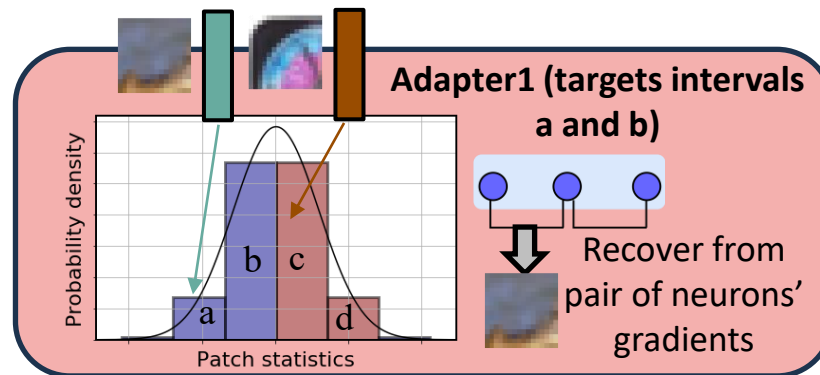 Adapter1 (targets intervals
a and b)
Probability density
a
b
c
d
Patch statistics
Recover from
pair of neurons’
gradients